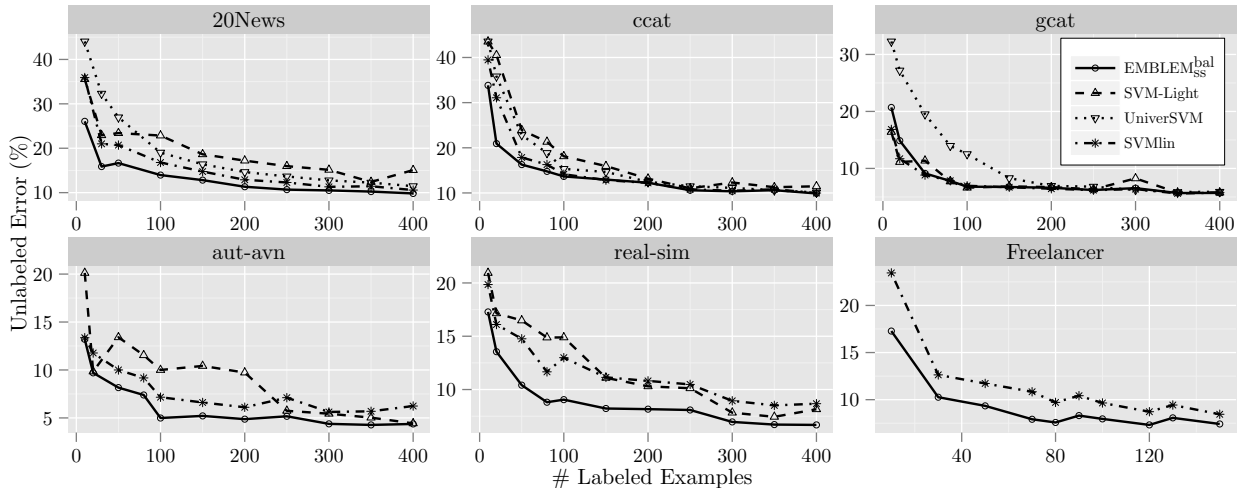 20News
ccat
gcat
Unlabeled Error (%)
40
30
20
10
0 100 200 300 400
40
30
20
10
0 100 200 300 400
30
20
10
0 100 200 300 400
EMBLEM_ss^bal
SVM-Light
UniverSVM
SVMlin
aut-avn
real-sim
Freelancer
20
15
10
5
0 100 200 300 400
15
10
0 100 200 300 400
20
15
10
40 80 120
# Labeled Examples